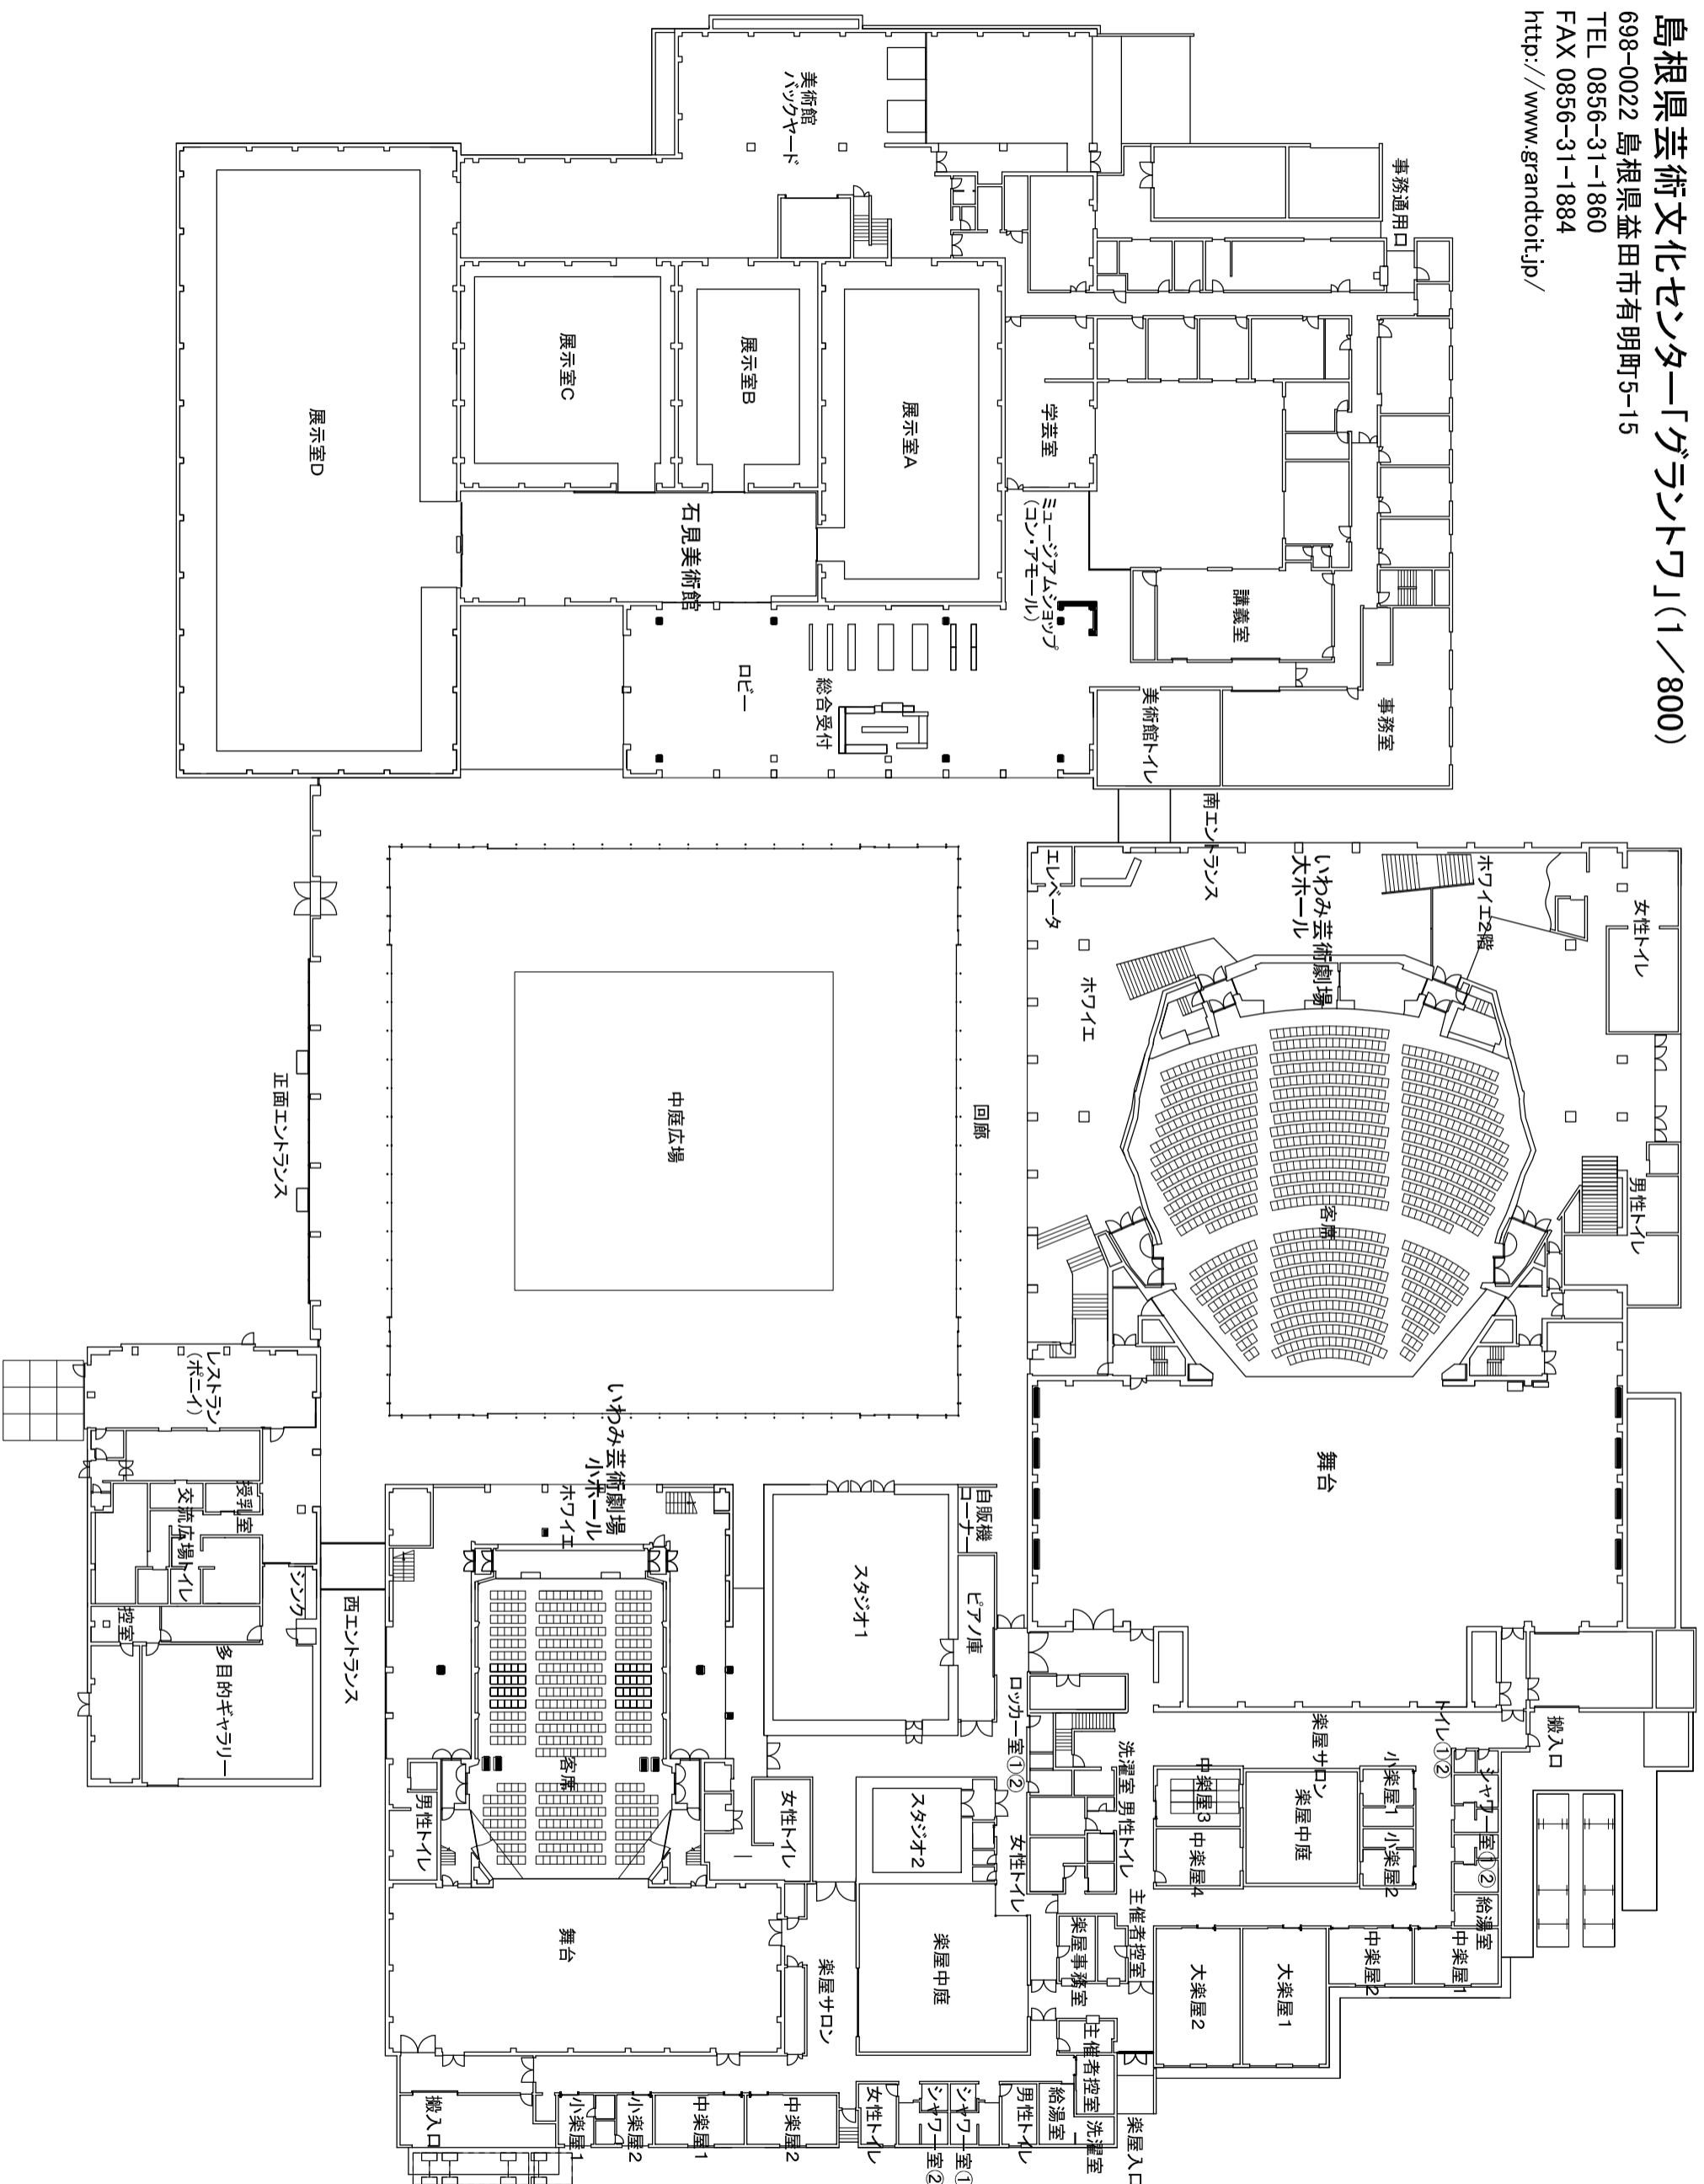 島根県芸術文化センター「グラントワ」(1/800)
698-0022 島根県益田市有明町5-15
TEL 0856-31-1860
FAX 0856-31-1884
http://www.grandtoit.jp/
事務通用口
美術館
バックヤード
展示室A
展示室B
展示室C
展示室D
学芸室
ミュージアムショップ
(コン・アモール)
石見美術館
講義室
事務室
美術館トイレ
総合受付
ロビー
南エントランス
エレベータ
いわみ芸術劇場
大ホール
ホワイエ2階
女性トイレ
ホワイエ
男性トイレ
客席
舞台
回廊
中庭広場
正面エントランス
レストラン
(ポニイ)
授乳室
交流広場トイレ
シンク
控室
多目的ギャラリー
西エントランス
いわみ芸術劇場
小ホール
ホワイエ
客席
男性トイレ
女性トイレ
舞台
自販機
コーナー
スタジオ1
ピアノ庫
スタジオ2
ロッカー室①②
洗濯室
男性トイレ
女性トイレ
楽屋サロン
搬入口
トイレ①②
シャワー室①②
給湯室
小楽屋1
小楽屋2
楽屋中庭
中楽屋3
中楽屋4
中楽屋1
中楽屋2
大楽屋1
大楽屋2
主催者控室
楽屋事務室
楽屋中庭
楽屋サロン
主催者控室
洗濯室
楽屋入口
給湯室
男性トイレ
シャワー室①
シャワー室②
女性トイレ
中楽屋2
中楽屋1
小楽屋2
小楽屋1
搬入口